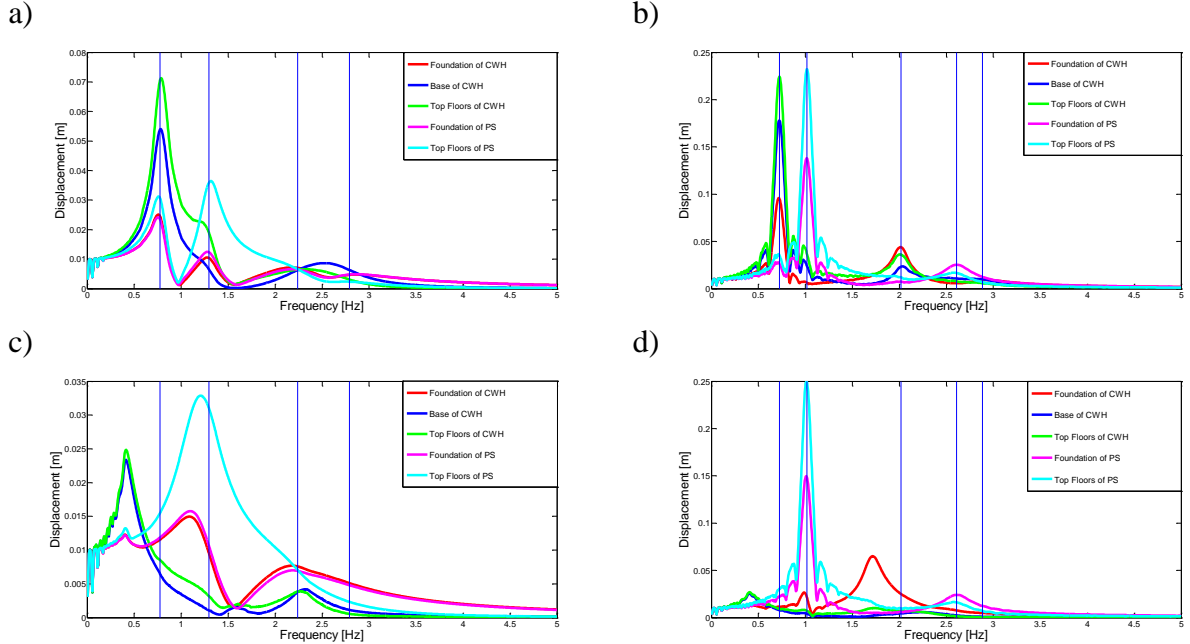 a)
0.08
0.07
0.06
0.05
0.04
0.03
0.02
0.01
0
Displacement [m]
0 0.5 1 1.5 2 2.5 3 3.5 4 4.5 5
Frequency [Hz]
Foundation of CWH
Base of CWH
Top Floors of CWH
Foundation of PS
Top Floors of PS
b)
0.25
0.2
0.15
0.1
0.05
0
Displacement [m]
0 0.5 1 1.5 2 2.5 3 3.5 4 4.5 5
Frequency [Hz]
Foundation of CWH
Base of CWH
Top Floors of CWH
Foundation of PS
Top Floors of PS
c)
0.035
0.03
0.025
0.02
0.015
0.01
0.005
0
Displacement [m]
0 0.5 1 1.5 2 2.5 3 3.5 4 4.5 5
Frequency [Hz]
Foundation of CWH
Base of CWH
Top Floors of CWH
Foundation of PS
Top Floors of PS
d)
0.25
0.2
0.15
0.1
0.05
0
Displacement [m]
0 0.5 1 1.5 2 2.5 3 3.5 4 4.5 5
Frequency [Hz]
Foundation of CWH
Base of CWH
Top Floors of CWH
Foundation of PS
Top Floors of PS